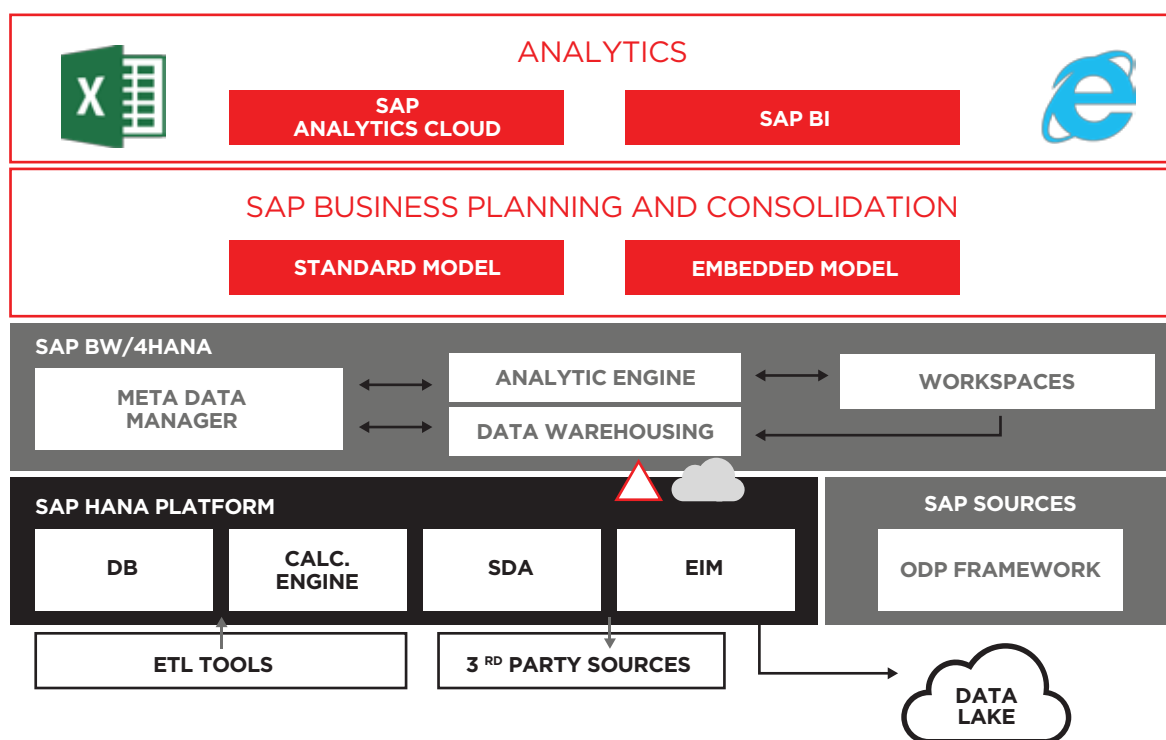 ANALYTICS
X
SAP
ANALYTICS CLOUD
SAP BI
e
SAP BUSINESS PLANNING AND CONSOLIDATION
STANDARD MODEL
EMBEDDED MODEL
SAP BW/4HANA
META DATA
MANAGER
ANALYTIC ENGINE
WORKSPACES
DATA WAREHOUSING
SAP HANA PLATFORM
SAP SOURCES
DB
CALC.
ENGINE
SDA
EIM
ODP FRAMEWORK
ETL TOOLS
3 RD PARTY SOURCES
DATA
LAKE